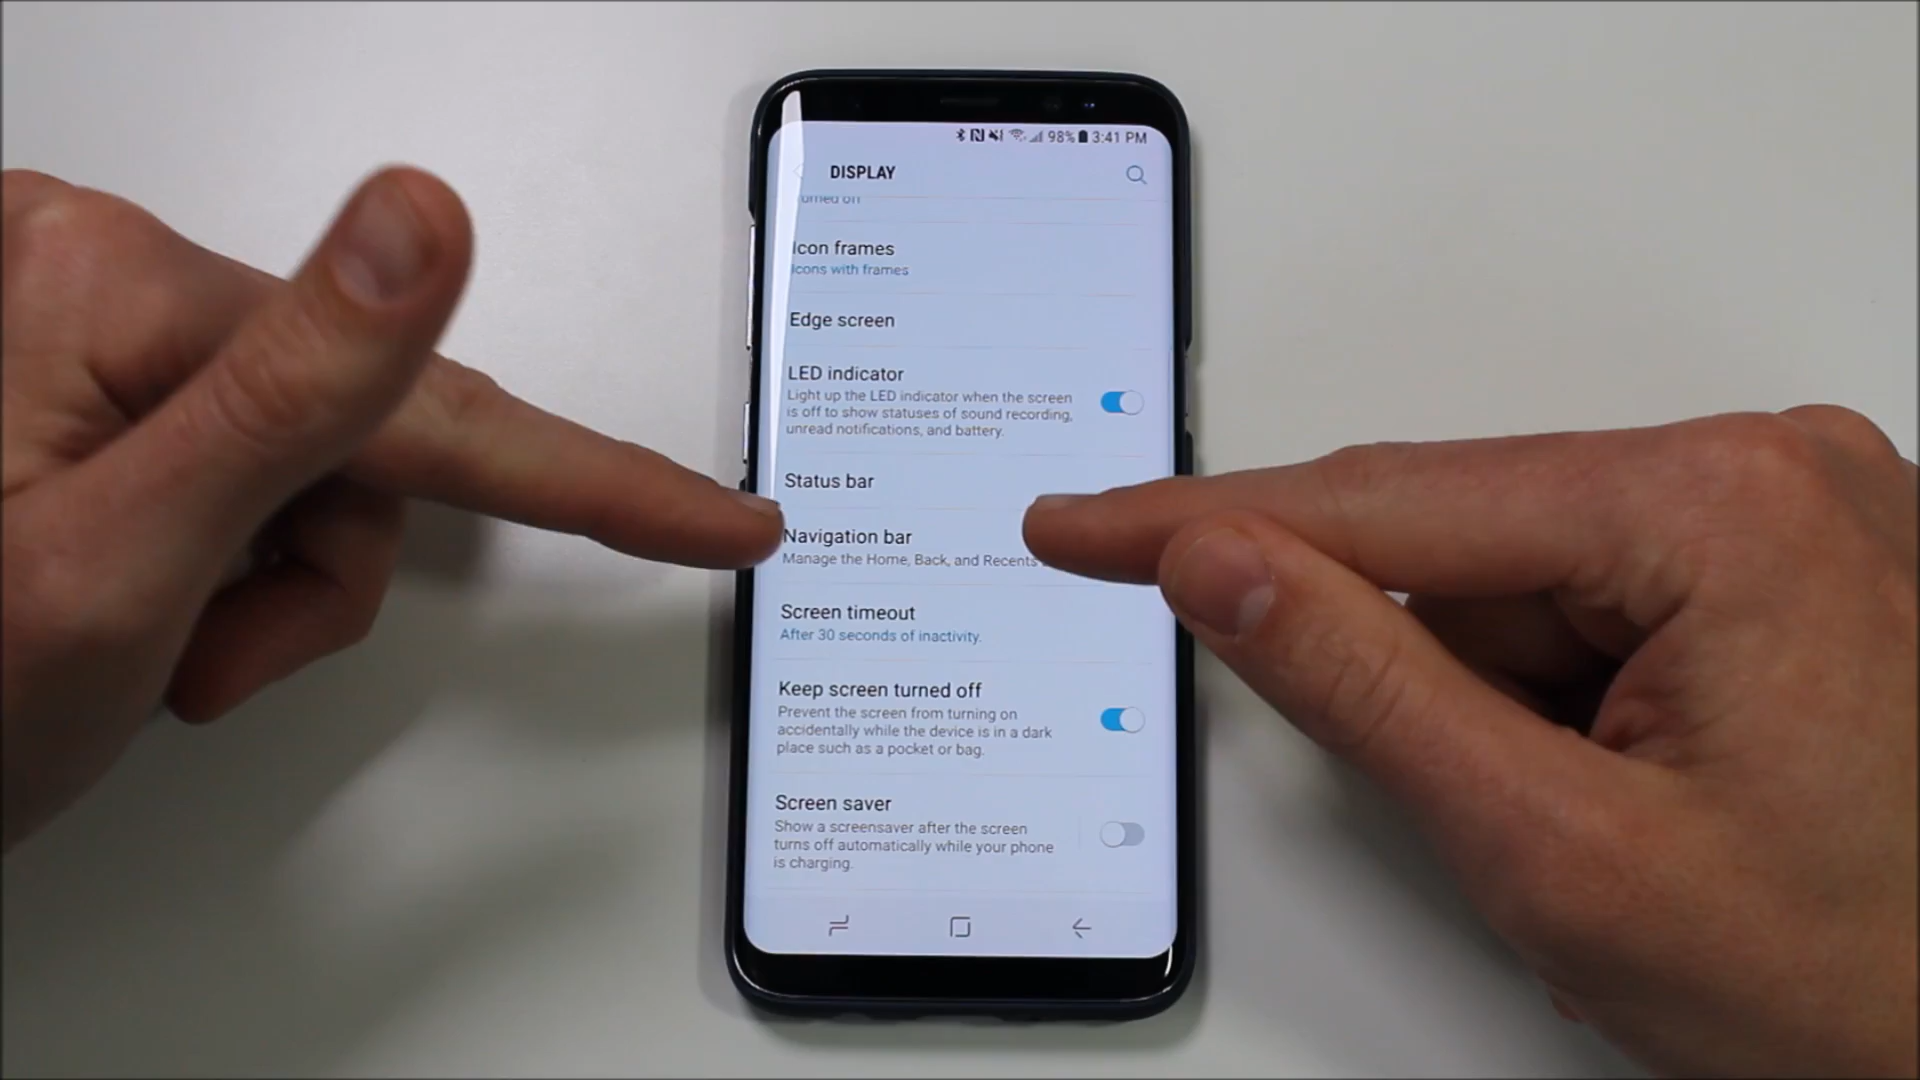 98% 3:41 PM
DISPLAY
Turned off
Icon frames
Icons with frames
Edge screen
LED indicator
Light up the LED indicator when the screen
is off to show statuses of sound recording,
unread notifications, and battery.
Status bar
Navigation bar
Manage the Home, Back, and Recents
Screen timeout
After 30 seconds of inactivity.
Keep screen turned off
Prevent the screen from turning on
accidentally while the device is in a dark
place such as a pocket or bag.
Screen saver
Show a screensaver after the screen
turns off automatically while your phone
is charging.